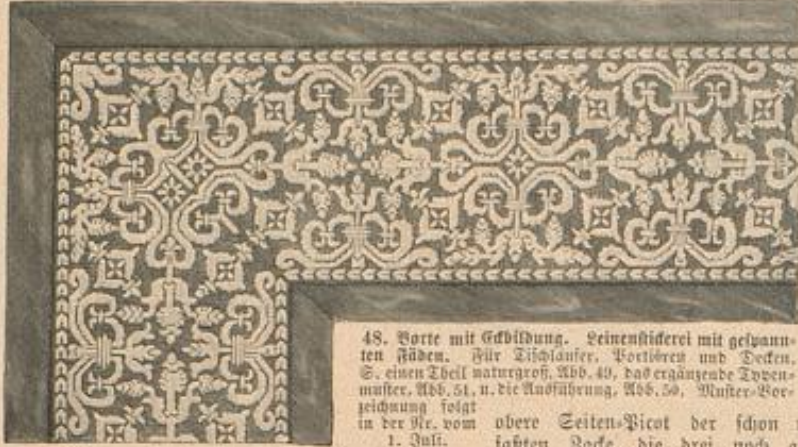 48. Borte mit Eckbildung. Leinenstickerei mit gespann-
ten Fäden. Für Tischläufer, Portièren und Decken.
S. einen Theil naturgroß, Abb. 49, das ergänzende Typen-
muster, Abb. 51, u. die Ausführung, Abb. 50. Muster-Vor-
zeichnung folgt
in der Nr. vom
1. Juli.
obere Seiten-Picot der schon
faßten Zacke die drei noch